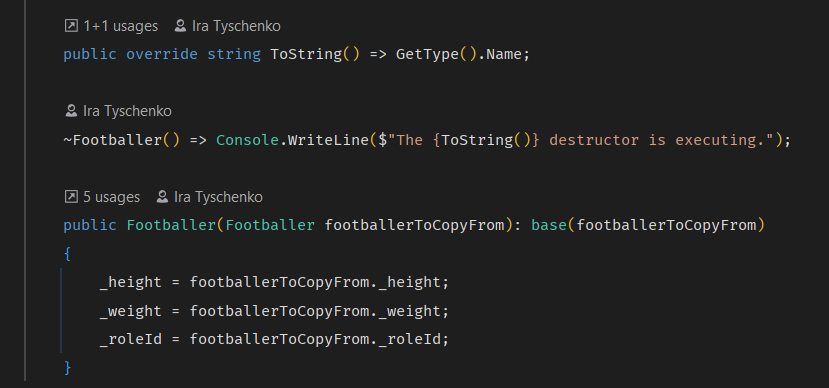 1+1 usages Ira Tyschenko
public override string ToString() => GetType().Name;
Ira Tyschenko
~Footballer() => Console.WriteLine($"The {ToString()} destructor is executing.");
5 usages Ira Tyschenko
public Footballer(Footballer footballerToCopyFrom): base(footballerToCopyFrom)
{
    _height = footballerToCopyFrom._height;
    _weight = footballerToCopyFrom._weight;
    _roleId = footballerToCopyFrom._roleId;
}